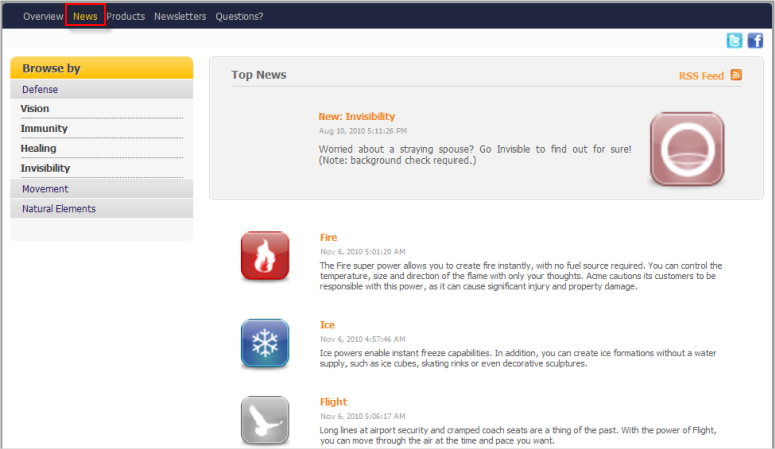 Overview News Products Newsletters Questions?
Browse by
Defense
Vision
Immunity
Healing
Invisibility
Movement
Natural Elements
Top News
RSS Feed
New: Invisibility
Aug 10, 2010 5:11:26 PM
Worried about a straying spouse? Go Invisible to find out for sure!
(Note: background check required.)
Fire
Nov 6, 2010 5:01:20 AM
The Fire super power allows you to create fire instantly, with no fuel source required. You can control the
temperature, size and direction of the flame with only your thoughts. Acme cautions its customers to be
responsible with this power, as it can cause significant injury and property damage.
Ice
Nov 6, 2010 4:57:46 AM
Ice powers enable instant freeze capabilities. In addition, you can create ice formations without a water
supply, such as ice cubes, skating rinks or even decorative sculptures.
Flight
Nov 6, 2010 5:06:17 AM
Long lines at airport security and cramped coach seats are a thing of the past. With the power of Flight,
you can move through the air at the time and pace you want.